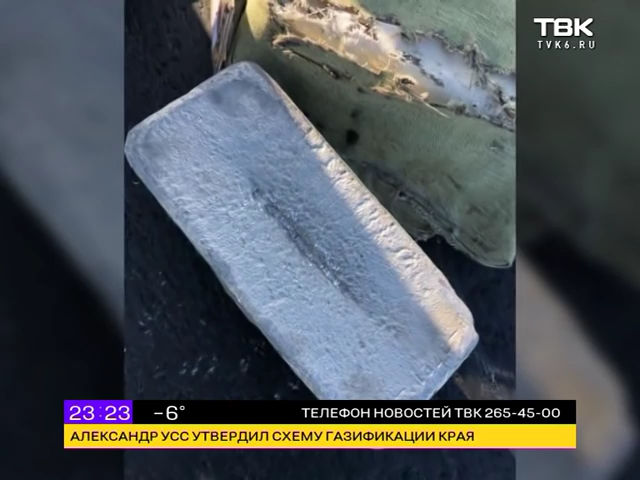 ТВК
TVK6.RU
23:23 -6° ТЕЛЕФОН НОВОСТЕЙ ТВК 265-45-00
АЛЕКСАНДР УСС УТВЕРДИЛ СХЕМУ ГАЗИФИКАЦИИ КРАЯ